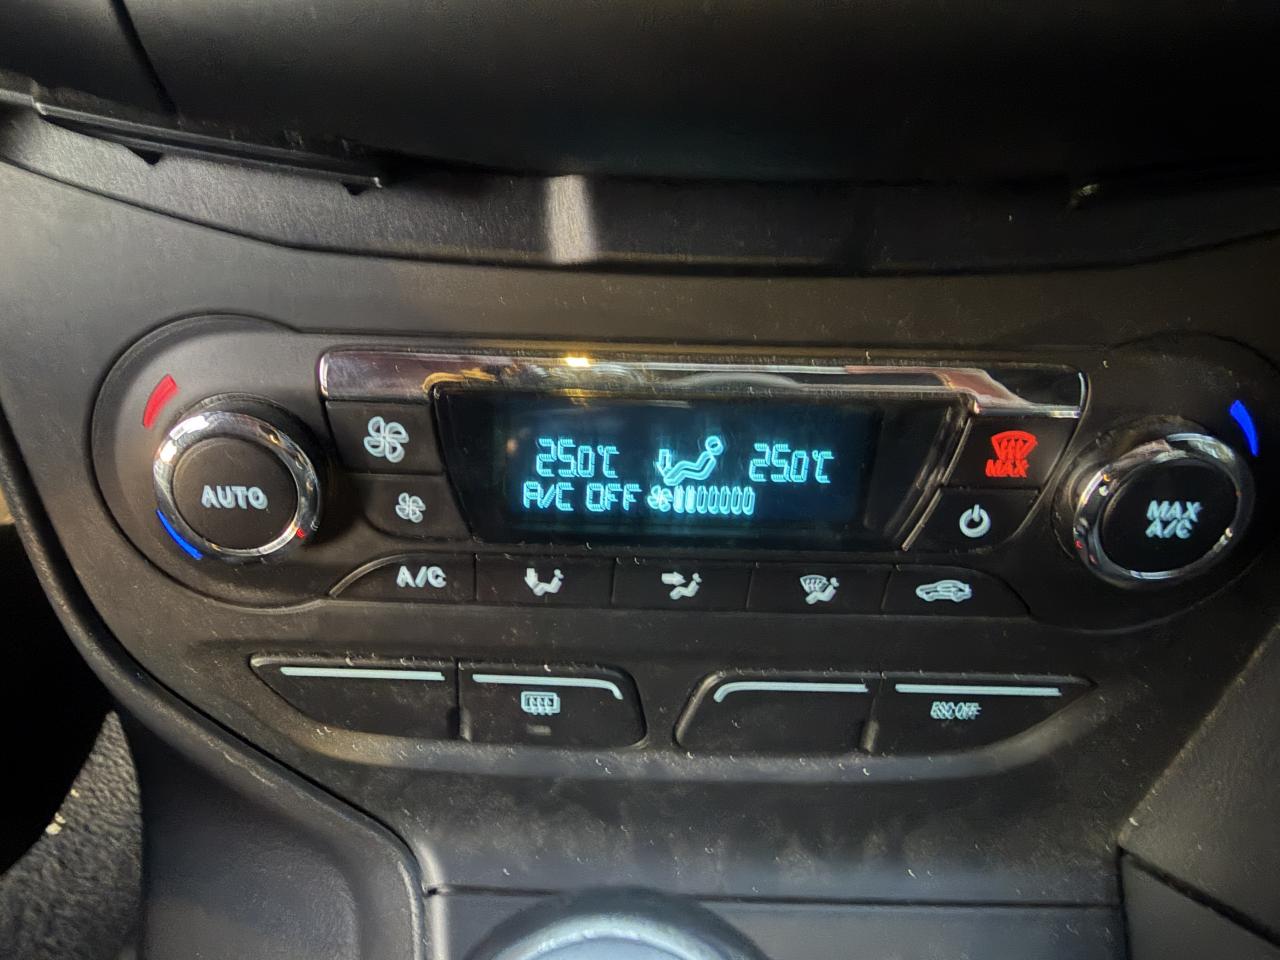 25.0°C 25.0°C
A/C OFF
AUTO
MAX
MAX
A/C
A/C
ESC OFF